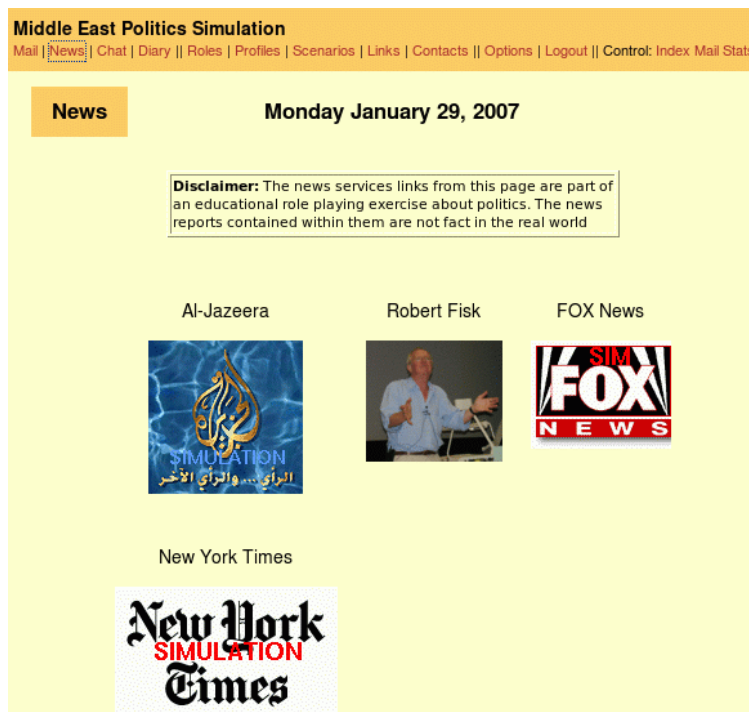 Middle East Politics Simulation
Mail | News | Chat | Diary || Roles | Profiles | Scenarios | Links | Contacts || Options | Logout || Control: Index Mail Stats
News
Monday January 29, 2007
Disclaimer: The news services links from this page are part of
an educational role playing exercise about politics. The news
reports contained within them are not fact in the real world
Al-Jazeera
Robert Fisk
FOX News
الجزيرة
SIMULATION
الرأي ... والرأي الآخر
SIM
FOX
NEWS
New York Times
New York
SIMULATION
Times